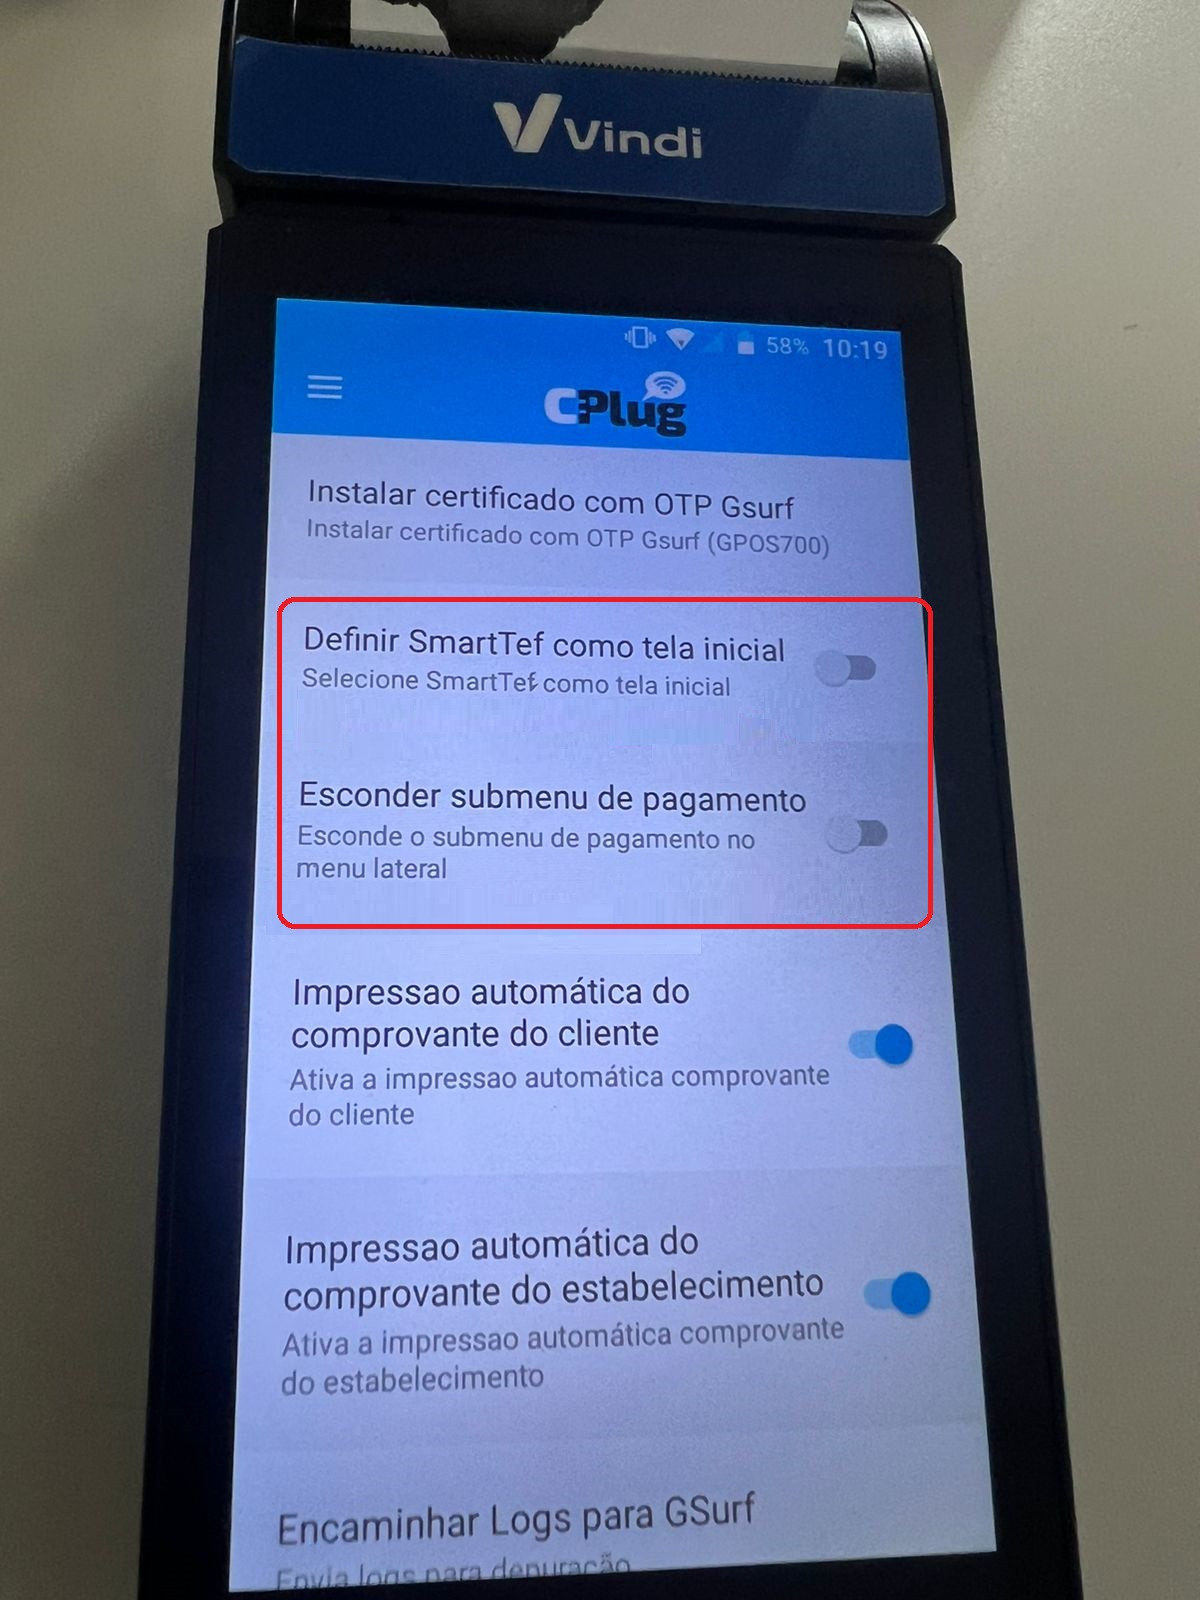 Vindi
58% 10:19
CPlug
Instalar certificado com OTP Gsurf
Instalar certificado com OTP Gsurf (GPOS700)
Definir SmartTef como tela inicial
Selecione SmartTef como tela inicial
Esconder submenu de pagamento
Esconde o submenu de pagamento no
menu lateral
Impressao automática do
comprovante do cliente
Ativa a impressao automática comprovante
do cliente
Impressao automática do
comprovante do estabelecimento
Ativa a impressao automática comprovante
do estabelecimento
Encaminhar Logs para GSurf
Envia logs para depuração